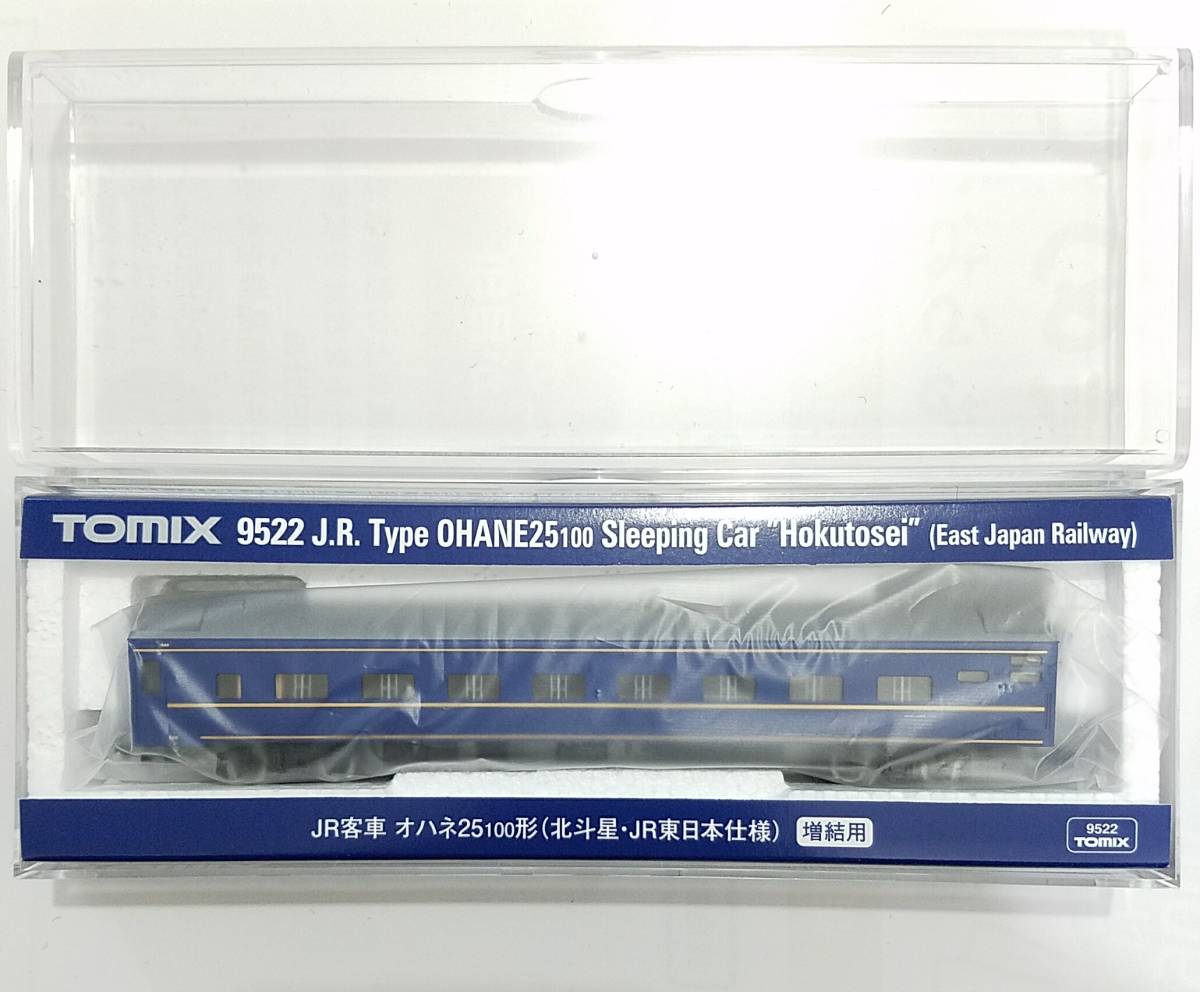 TOMIX 9522 J.R. Type OHANE25100 Sleeping Car "Hokutosei" (East Japan Railway)
JR客車 オハネ25100形(北斗星・JR東日本仕様) 増結用
9522
TOMIX